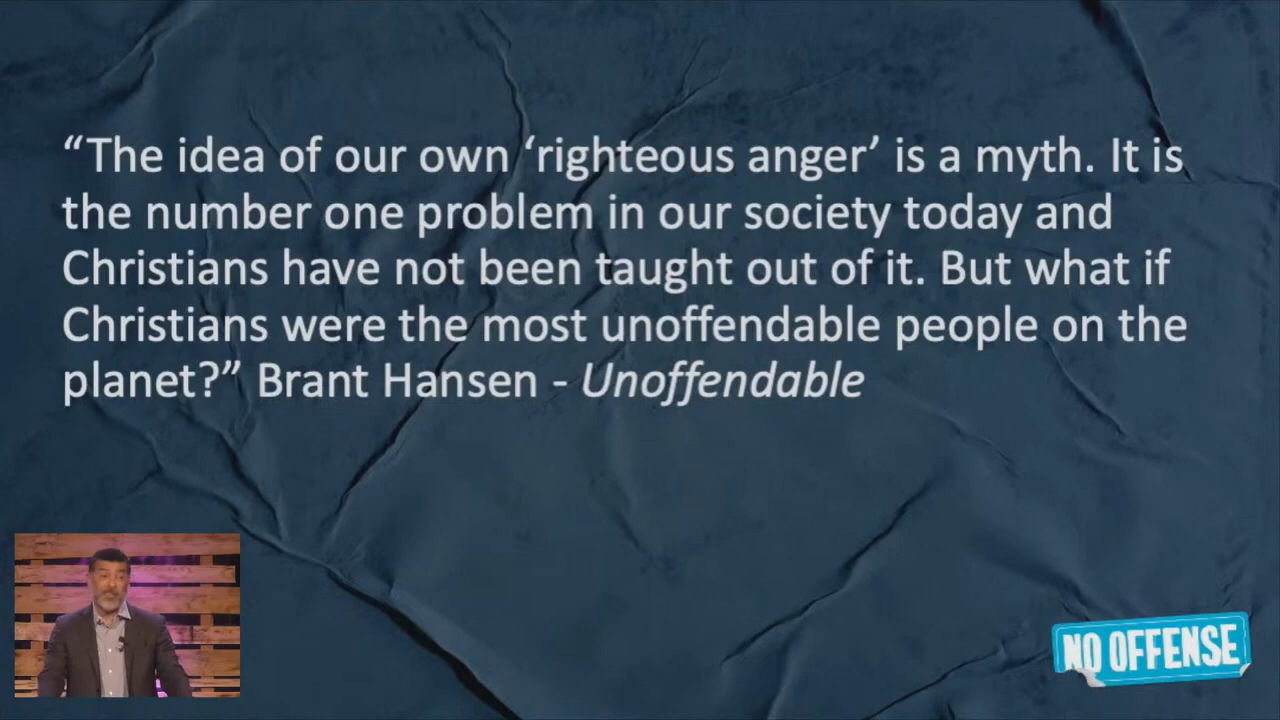 “The idea of our own ‘righteous anger’ is a myth. It is
the number one problem in our society today and
Christians have not been taught out of it. But what if
Christians were the most unoffendable people on the
planet?” Brant Hansen - Unoffendable
NO OFFENSE